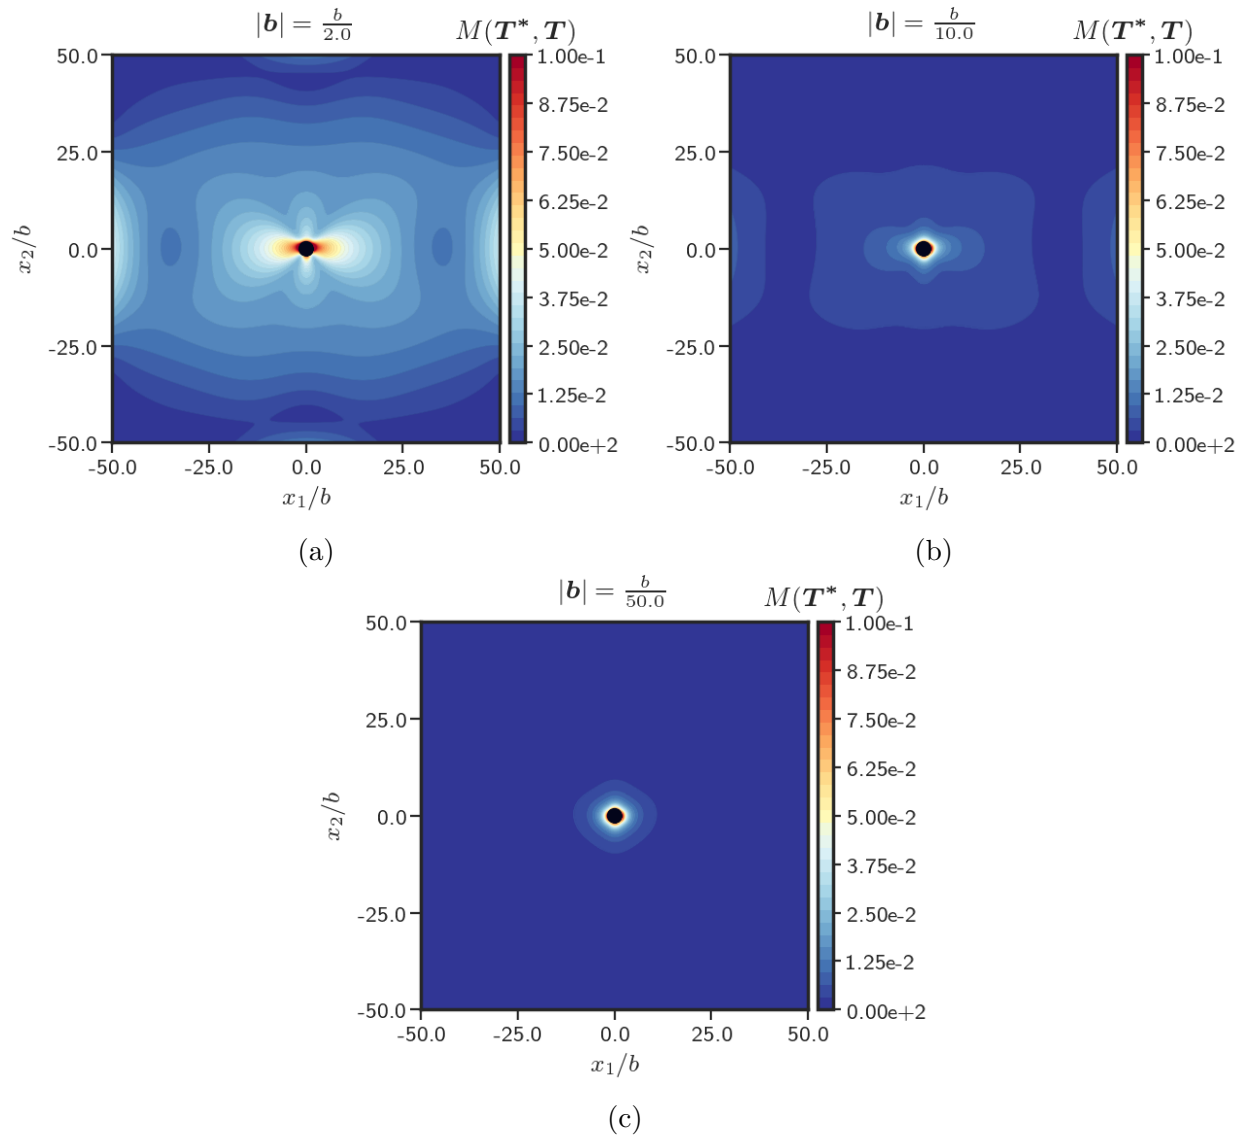 |b| = b/2.0
M(T*, T)
50.0
25.0
0.0
-25.0
-50.0
x2/b
-50.0 -25.0 0.0 25.0 50.0
x1/b
1.00e-1
8.75e-2
7.50e-2
6.25e-2
5.00e-2
3.75e-2
2.50e-2
1.25e-2
0.00e+2
(a)
|b| = b/10.0
M(T*, T)
50.0
25.0
0.0
-25.0
-50.0
x2/b
-50.0 -25.0 0.0 25.0 50.0
x1/b
1.00e-1
8.75e-2
7.50e-2
6.25e-2
5.00e-2
3.75e-2
2.50e-2
1.25e-2
0.00e+2
(b)
|b| = b/50.0
M(T*, T)
50.0
25.0
0.0
-25.0
-50.0
x2/b
-50.0 -25.0 0.0 25.0 50.0
x1/b
1.00e-1
8.75e-2
7.50e-2
6.25e-2
5.00e-2
3.75e-2
2.50e-2
1.25e-2
0.00e+2
(c)